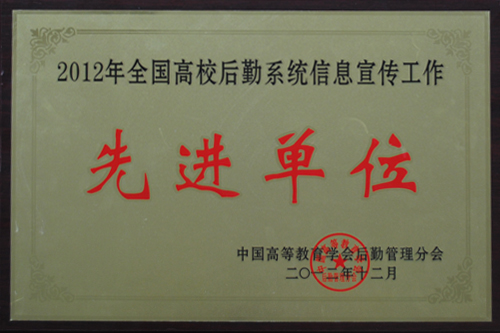 2012年全国高校后勤系统信息宣传工作
先进单位
中国高等教育学会后勤管理分会
二〇一二年十二月